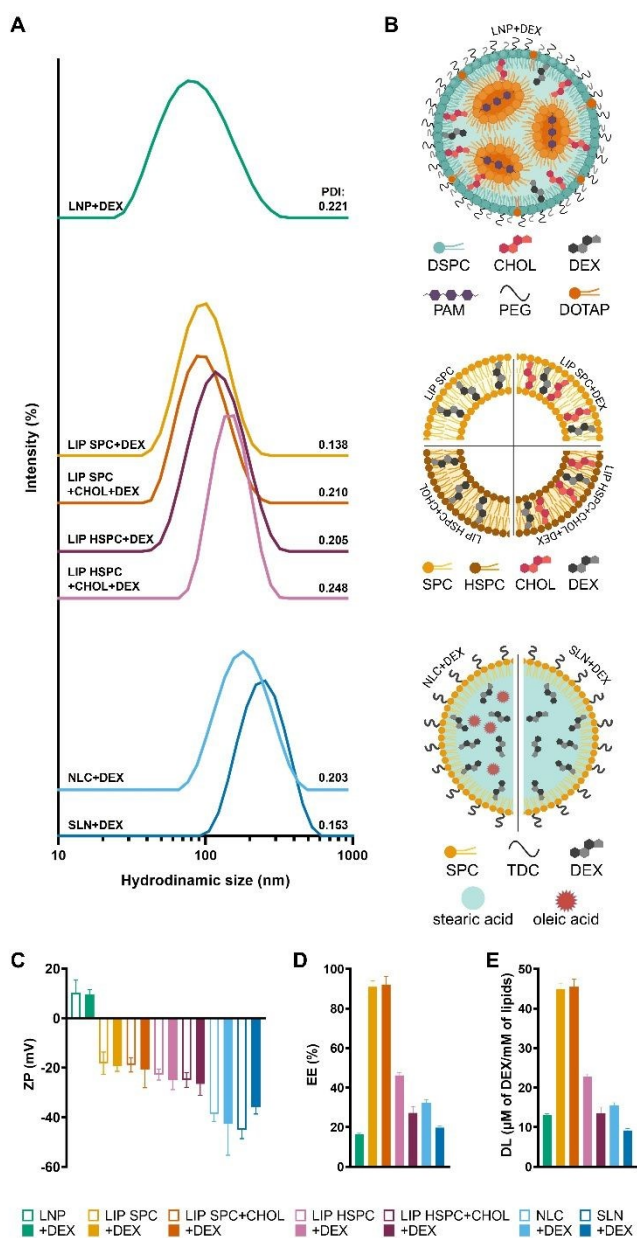 A
B
PDI:
LNP+DEX
0.221
LIP SPC+DEX
0.138
LIP SPC
+CHOL+DEX
0.210
LIP HSPC+DEX
0.205
LIP HSPC
+CHOL+DEX
0.248
NLC+DEX
0.203
SLN+DEX
0.153
Intensity (%)
10
100
1000
Hydrodinamic size (nm)
LNP+DEX
DSPC
CHOL
DEX
PAM
PEG
DOTAP
LIP SPC
LIP SPC+DEX
LIP HSPC+CHOL
LIP HSPC+CHOL+DEX
SPC
HSPC
CHOL
DEX
NLC+DEX
SLN+DEX
SPC
TDC
DEX
stearic acid
oleic acid
C
ZP (mV)
20
0
-20
-40
-60
D
EE (%)
100
80
60
40
20
0
E
DL (µM of DEX/mM of lipids)
50
40
30
20
10
0
LNP
+DEX
LIP SPC
+DEX
LIP SPC+CHOL
+DEX
LIP HSPC
+DEX
LIP HSPC+CHOL
+DEX
NLC
+DEX
SLN
+DEX